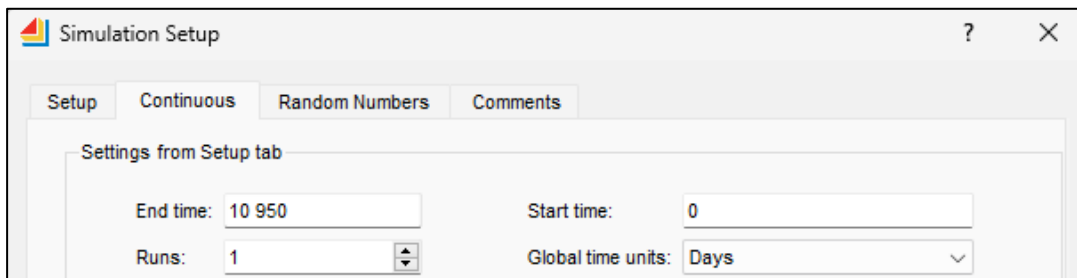 Simulation Setup ? ×
Setup Continuous Random Numbers Comments
Settings from Setup tab
End time: 10 950 Start time: 0
Runs: 1 Global time units: Days